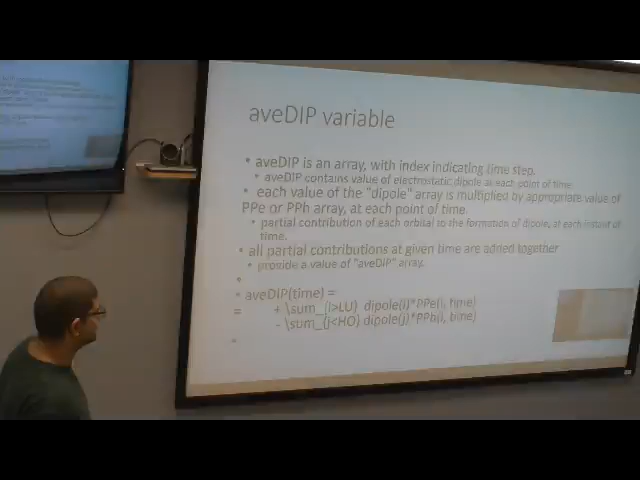 aveDIP variable
• aveDIP is an array, with index indicating time step.
• aveDIP contains value of electrostatic dipole at each point of time.
• each value of the "dipole" array is multiplied by appropriate value of
PPe or PPh array, at each point of time.
• partial contribution of each orbital to the formation of dipole, at each instant of
time.
• all partial contributions at given time are added together
• provide a value of "aveDIP" array.
•
• aveDIP(time) =
= + \sum_(i>LU) dipole(i)*PPe(i, time)
- \sum_(j<HO) dipole(j)*PPh(i, time)